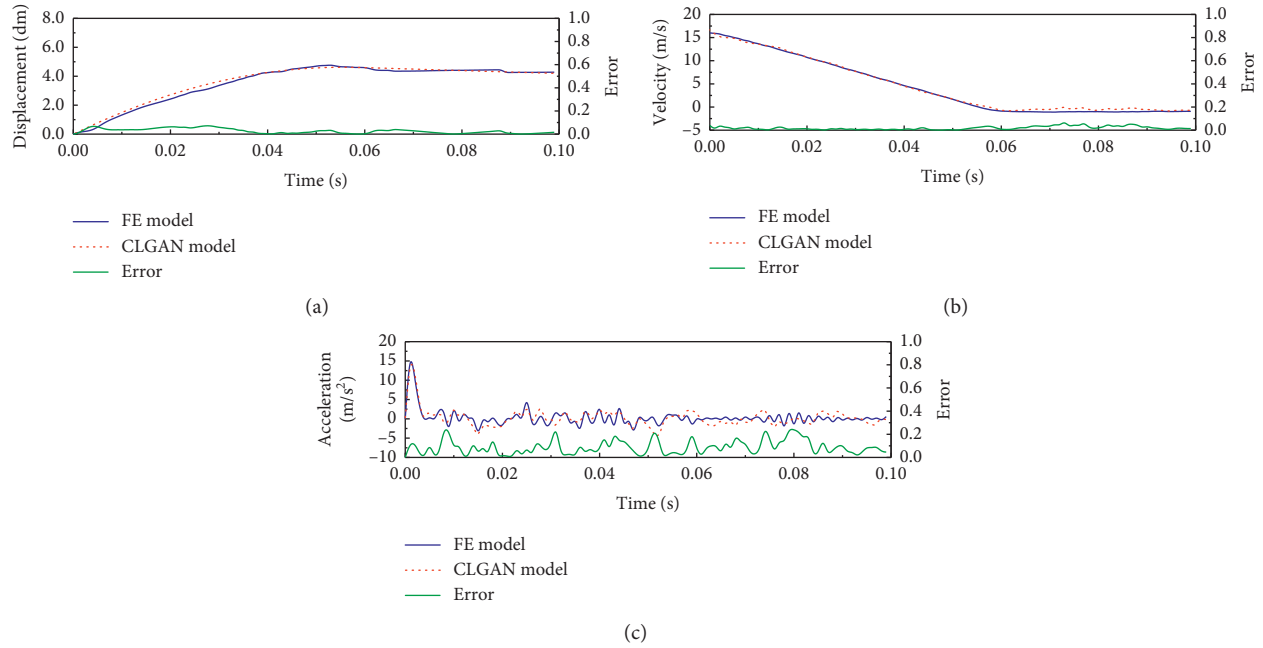 8.0
6.0
4.0
2.0
0.0
Displacement (dm)
1.0
0.8
0.6
0.4
0.2
0.0
Error
0.00 0.02 0.04 0.06 0.08 0.10
Time (s)
FE model
CLGAN model
Error
(a)
20
15
10
5
0
−5
Velocity (m/s)
1.0
0.8
0.6
0.4
0.2
0.0
Error
0.00 0.02 0.04 0.06 0.08 0.10
Time (s)
FE model
CLGAN model
Error
(b)
20
15
10
5
0
−5
−10
Acceleration
(m/s²)
1.0
0.8
0.6
0.4
0.2
0.0
Error
0.00 0.02 0.04 0.06 0.08 0.10
Time (s)
FE model
CLGAN model
Error
(c)